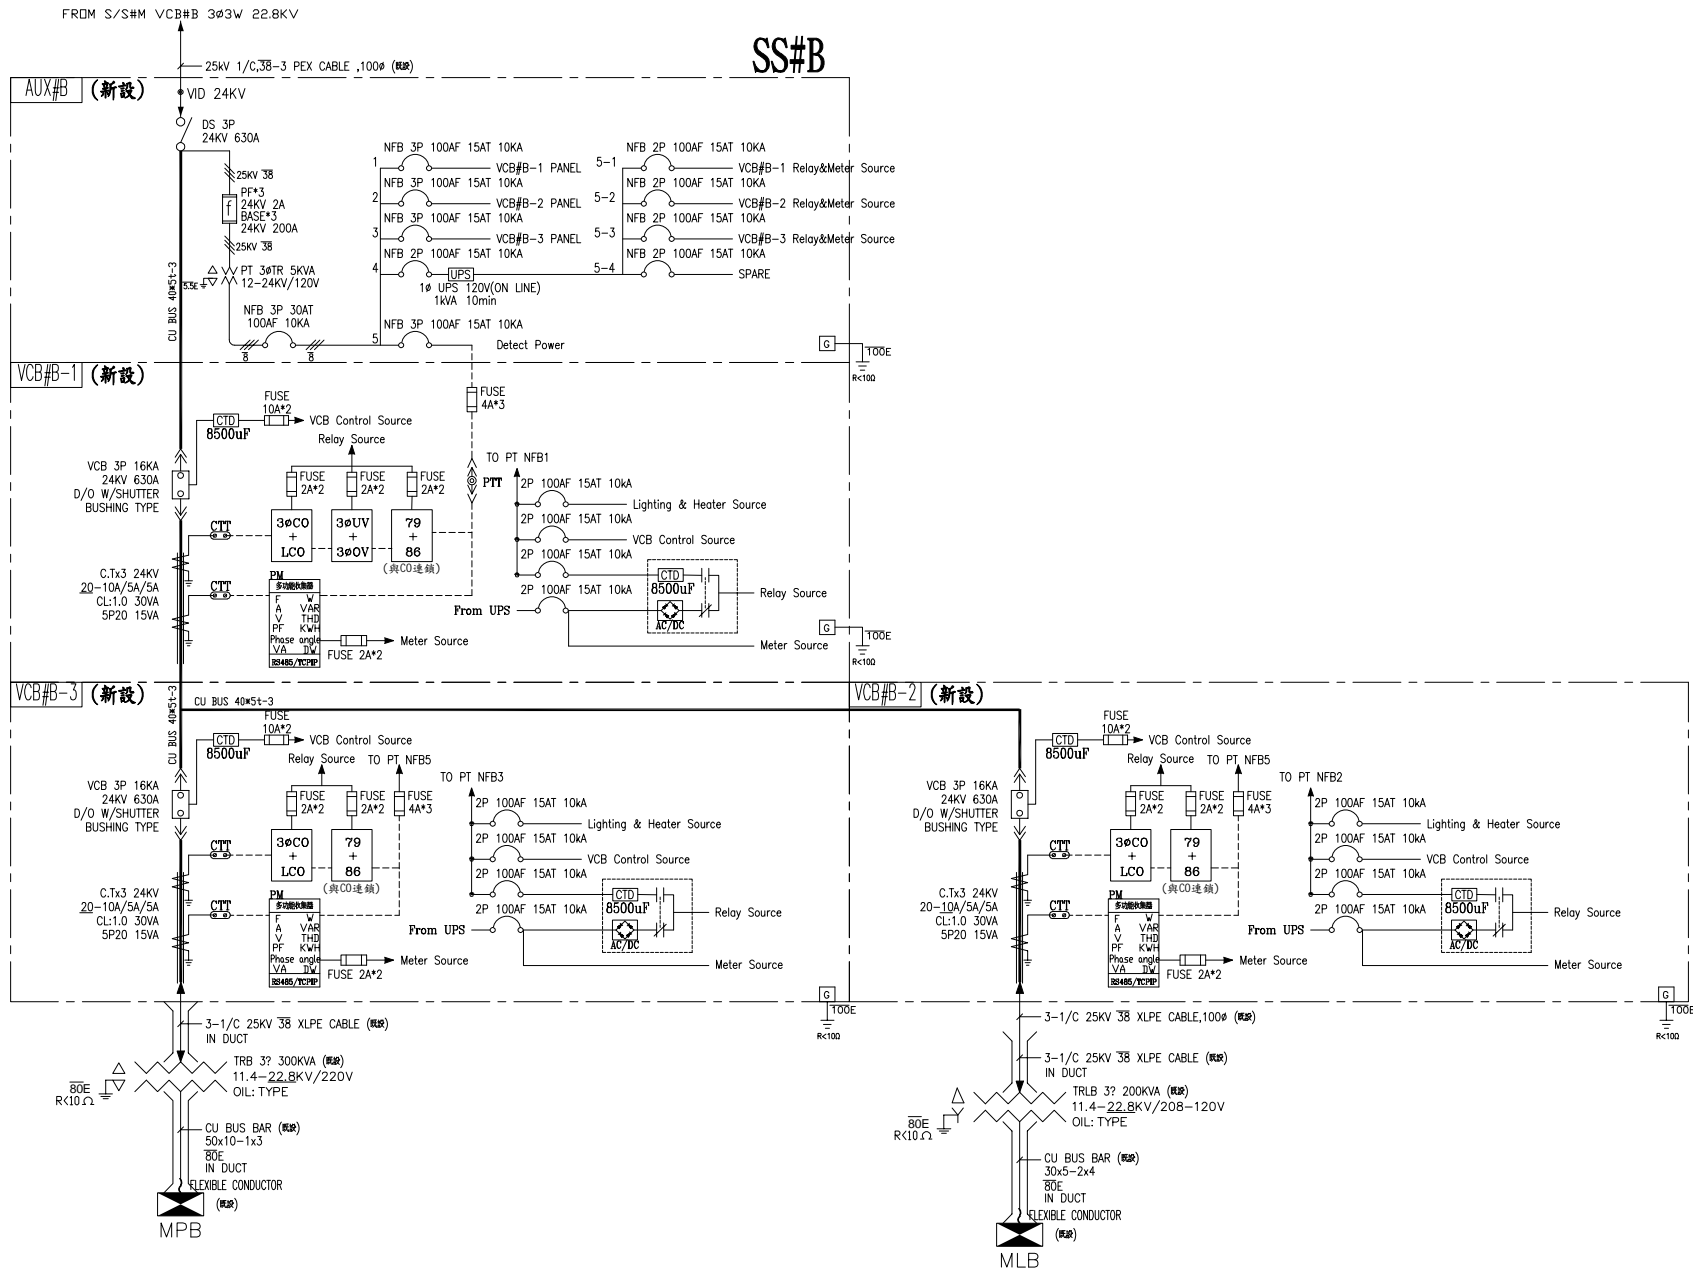 FROM S/S#M VCB#B 3ø3W 22.8KV
SS#B
25kV 1/C,38-3 PEX CABLE ,100ø (既設)
AUX#B (新設)
VID 24KV
DS 3P
24KV 630A
25KV 38
PF*3
24KV 2A
BASE*3
24KV 200A
f
25KV 38
PT 3øTR 5KVA
12-24KV/120V
5.5E
CU BUS 40*5t-3
NFB 3P 30AT
100AF 10KA
8
8
1
NFB 3P 100AF 15AT 10KA
VCB#B-1 PANEL
2
NFB 3P 100AF 15AT 10KA
VCB#B-2 PANEL
3
NFB 3P 100AF 15AT 10KA
VCB#B-3 PANEL
4
NFB 2P 100AF 15AT 10KA
UPS
1ø UPS 120V(ON LINE)
1kVA 10min
5
NFB 3P 100AF 15AT 10KA
Detect Power
5-1
NFB 2P 100AF 15AT 10KA
VCB#B-1 Relay&Meter Source
5-2
NFB 2P 100AF 15AT 10KA
VCB#B-2 Relay&Meter Source
5-3
NFB 2P 100AF 15AT 10KA
VCB#B-3 Relay&Meter Source
5-4
NFB 2P 100AF 15AT 10KA
SPARE
G
100E
R<10Ω
VCB#B-1 (新設)
FUSE
10A*2
CTD
8500uF
VCB Control Source
Relay Source
FUSE
2A*2
FUSE
2A*2
FUSE
2A*2
FUSE
4A*3
PTT
VCB 3P 16KA
24KV 630A
D/O W/SHUTTER
BUSHING TYPE
CTT
3øCO
+
LCO
3øUV
+
3øOV
79
+
86
(與CO連鎖)
C.Tx3 24KV
20-10A/5A/5A
CL:1.0 30VA
5P20 15VA
CTT
PM
多功能收集器
F W
A VAR
V THD
PF KWH
Phase angle
VA DW
RS485/TCPIP
FUSE 2A*2
Meter Source
TO PT NFB1
2P 100AF 15AT 10kA
Lighting & Heater Source
2P 100AF 15AT 10kA
VCB Control Source
2P 100AF 15AT 10kA
CTD
8500uF
2P 100AF 15AT 10kA
From UPS
AC/DC
Relay Source
Meter Source
G
100E
R<10Ω
VCB#B-3 (新設)
CU BUS 40*5t-3
CU BUS 40*5t-3
FUSE
10A*2
CTD
8500uF
VCB Control Source
Relay Source
TO PT NFB5
FUSE
2A*2
FUSE
2A*2
FUSE
4A*3
VCB 3P 16KA
24KV 630A
D/O W/SHUTTER
BUSHING TYPE
CTT
3øCO
+
LCO
79
+
86
(與CO連鎖)
C.Tx3 24KV
20-10A/5A/5A
CL:1.0 30VA
5P20 15VA
CTT
PM
多功能收集器
F W
A VAR
V THD
PF KWH
Phase angle
VA DW
RS485/TCPIP
FUSE 2A*2
Meter Source
TO PT NFB3
2P 100AF 15AT 10kA
Lighting & Heater Source
2P 100AF 15AT 10kA
VCB Control Source
2P 100AF 15AT 10kA
CTD
8500uF
2P 100AF 15AT 10kA
From UPS
AC/DC
Relay Source
Meter Source
G
100E
R<10Ω
VCB#B-2 (新設)
FUSE
10A*2
CTD
8500uF
VCB Control Source
Relay Source
TO PT NFB5
FUSE
2A*2
FUSE
2A*2
FUSE
4A*3
VCB 3P 16KA
24KV 630A
D/O W/SHUTTER
BUSHING TYPE
CTT
3øCO
+
LCO
79
+
86
(與CO連鎖)
C.Tx3 24KV
20-10A/5A/5A
CL:1.0 30VA
5P20 15VA
CTT
PM
多功能收集器
F W
A VAR
V THD
PF KWH
Phase angle
VA DW
RS485/TCPIP
FUSE 2A*2
Meter Source
TO PT NFB2
2P 100AF 15AT 10kA
Lighting & Heater Source
2P 100AF 15AT 10kA
VCB Control Source
2P 100AF 15AT 10kA
CTD
8500uF
2P 100AF 15AT 10kA
From UPS
AC/DC
Relay Source
Meter Source
G
100E
R<10Ω
3-1/C 25KV 38 XLPE CABLE (既設)
IN DUCT
TRB 3? 300KVA (既設)
11.4-22.8KV/220V
OIL: TYPE
80E
R<10Ω
CU BUS BAR (既設)
50x10-1x3
80E
IN DUCT
FLEXIBLE CONDUCTOR
(既設)
MPB
3-1/C 25KV 38 XLPE CABLE,100ø (既設)
3-1/C 25KV 38 XLPE CABLE (既設)
IN DUCT
TRLB 3? 200KVA (既設)
11.4-22.8KV/208-120V
OIL: TYPE
80E
R<10Ω
CU BUS BAR (既設)
30x5-2x4
80E
IN DUCT
FLEXIBLE CONDUCTOR
(既設)
MLB